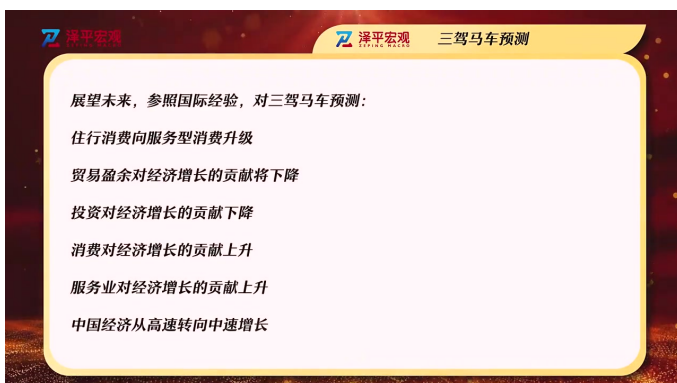 泽平宏观
ZEPING MACRO
泽平宏观
ZEPING MACRO
三驾马车预测
展望未来，参照国际经验，对三驾马车预测：
住行消费向服务型消费升级
贸易盈余对经济增长的贡献将下降
投资对经济增长的贡献下降
消费对经济增长的贡献上升
服务业对经济增长的贡献上升
中国经济从高速转向中速增长